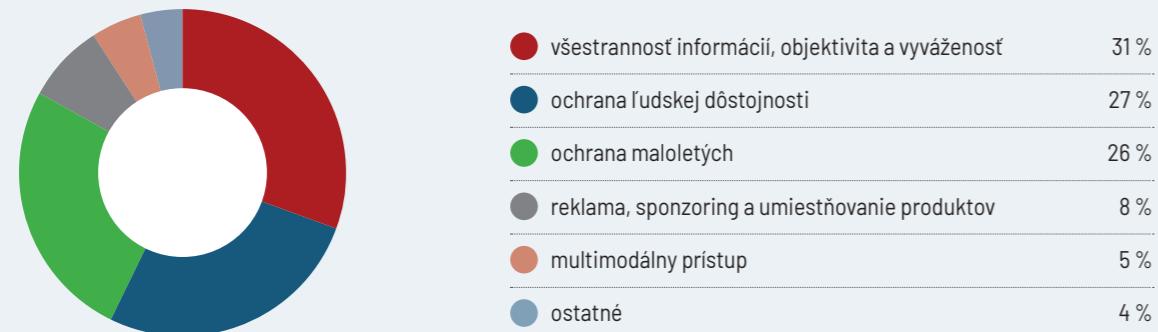 všestrannosť informácií, objektivita a vyváženosť 31 %
ochrana ľudskej dôstojnosti 27 %
ochrana maloletých 26 %
reklama, sponzoring a umiestňovanie produktov 8 %
multimodálny prístup 5 %
ostatné 4 %